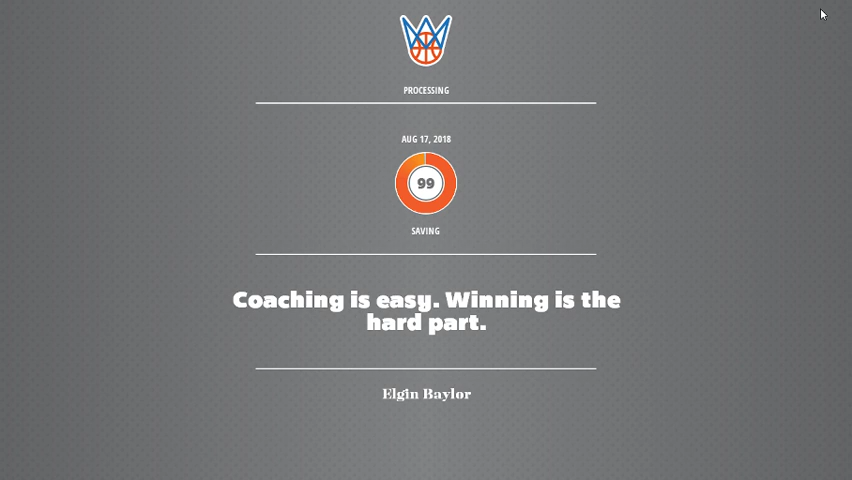 PROCESSING
AUG 17, 2018
99
SAVING
Coaching is easy. Winning is the
hard part.
Elgin Baylor